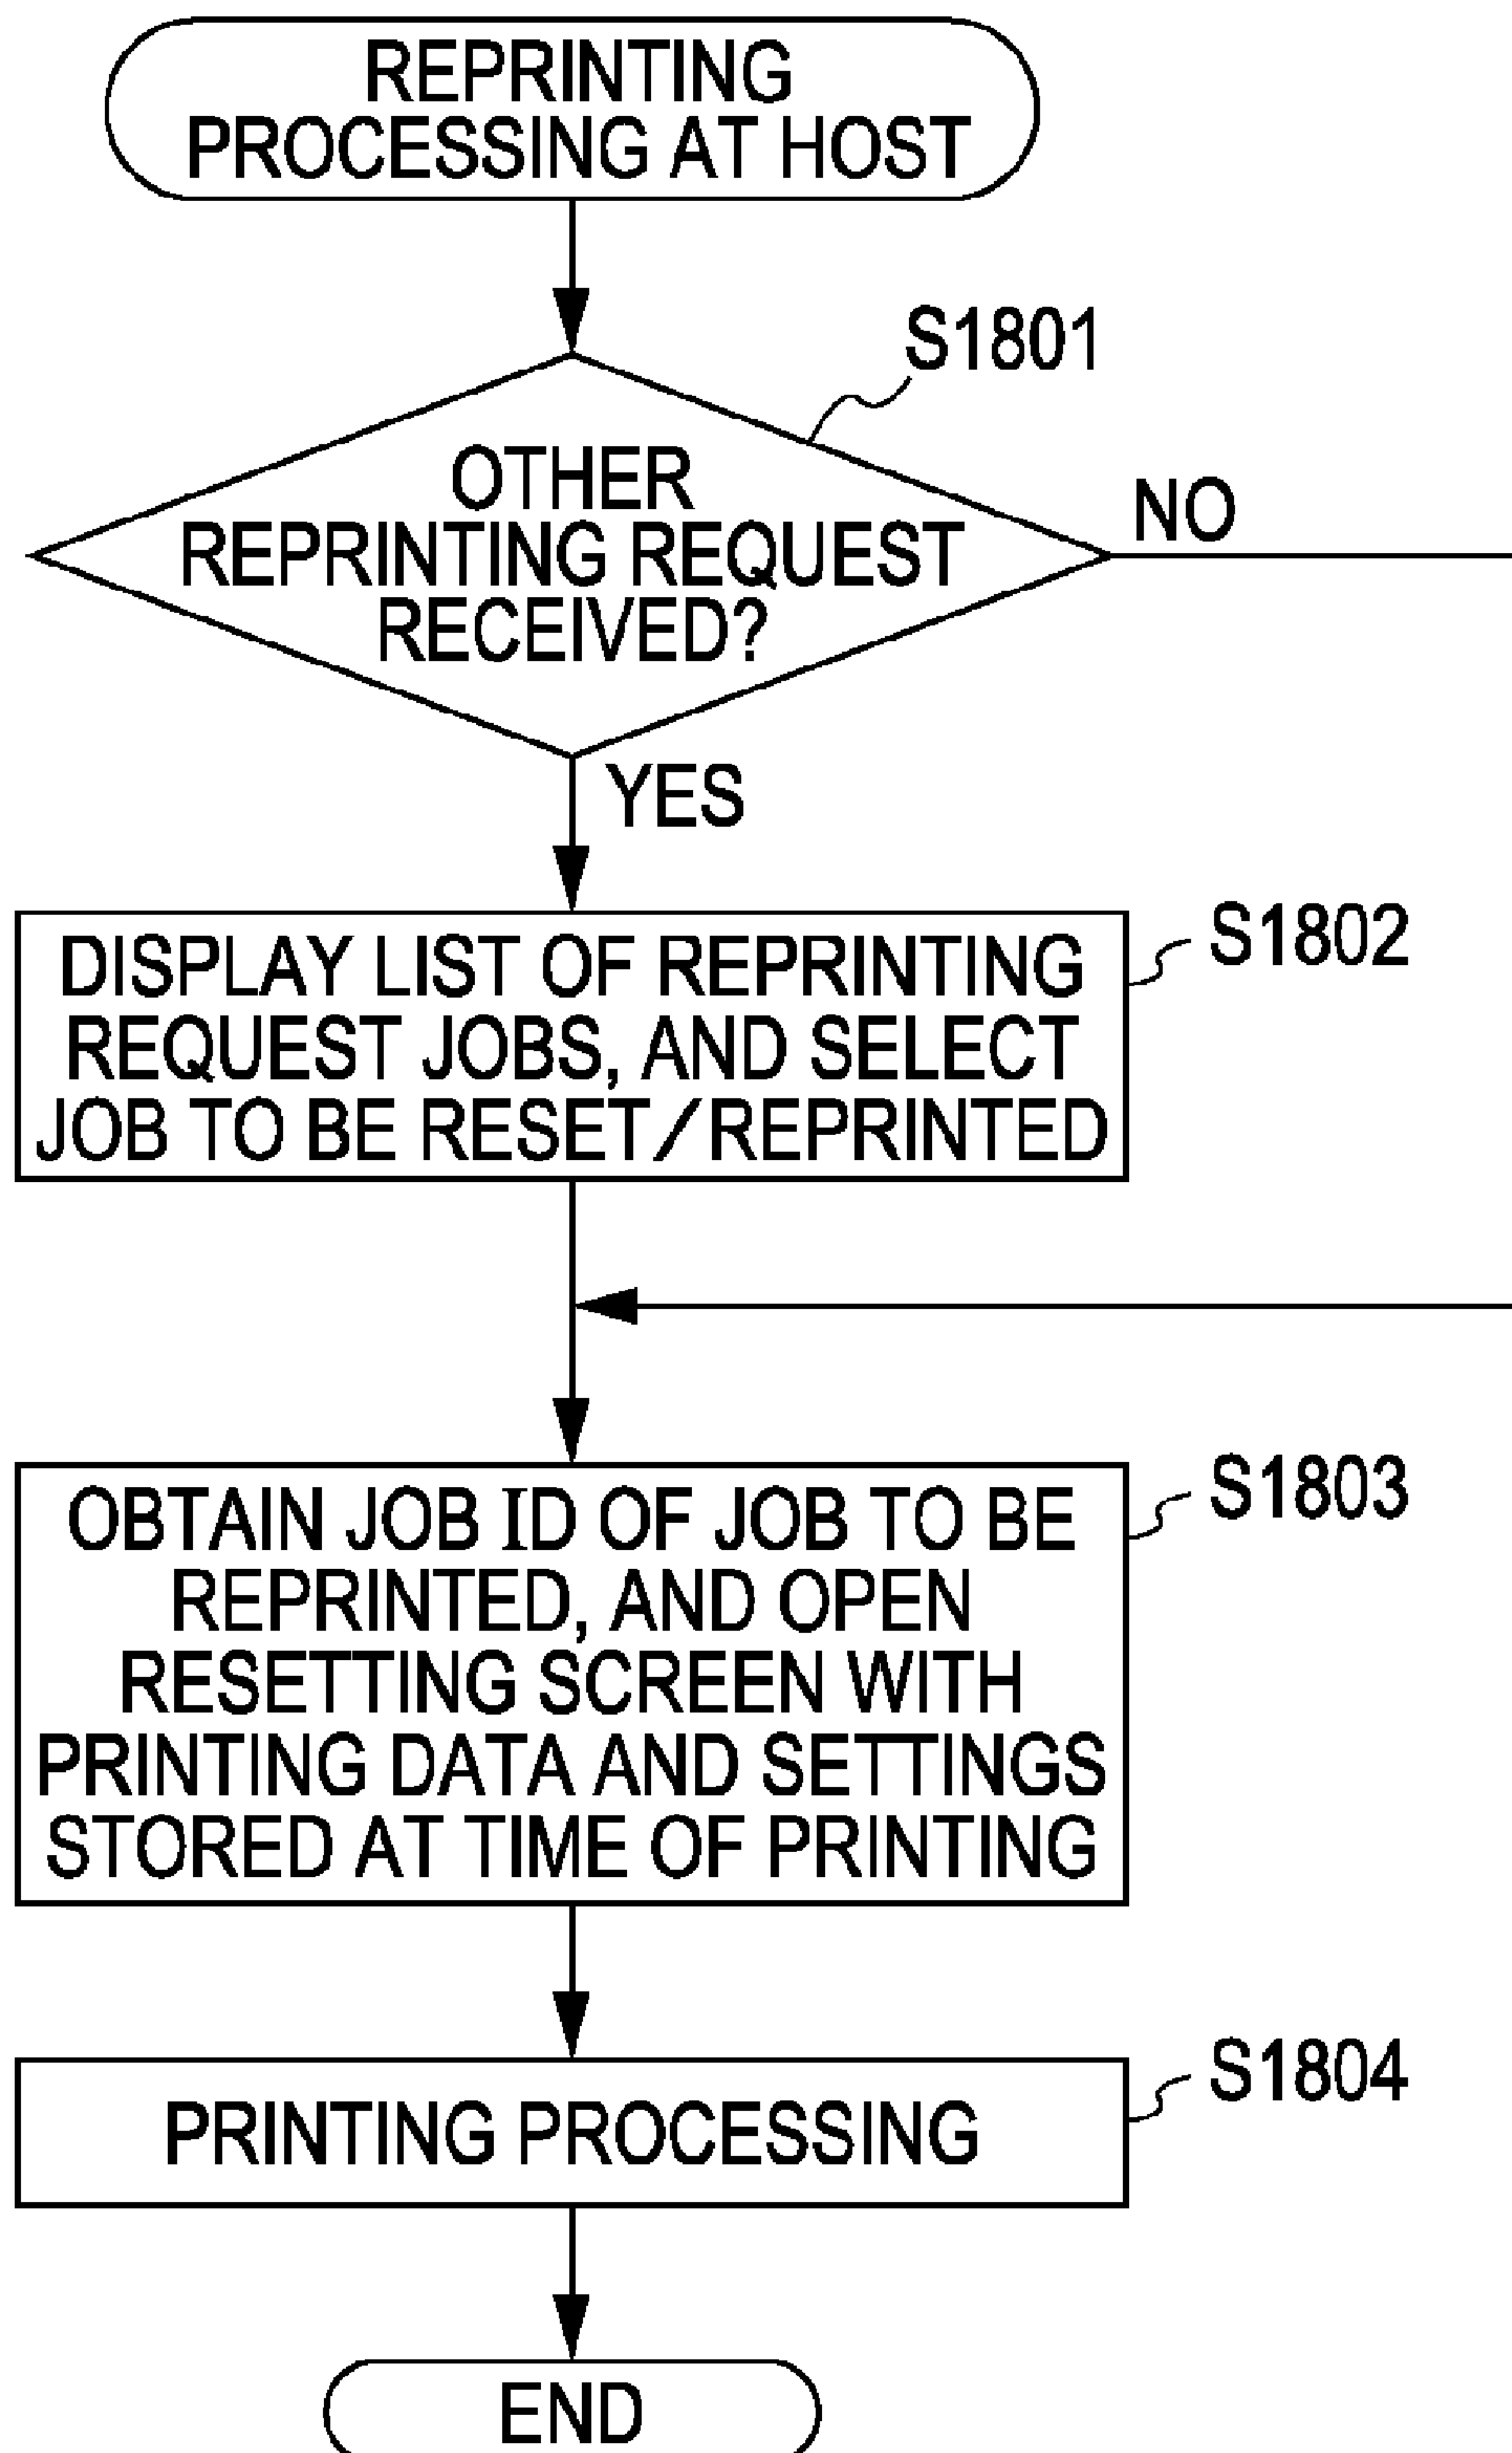 REPRINTING
PROCESSING AT HOST
S1801
OTHER
REPRINTING REQUEST
RECEIVED?
NO
YES
S1802
DISPLAY LIST OF REPRINTING
REQUEST JOBS, AND SELECT
JOB TO BE RESET/REPRINTED
S1803
OBTAIN JOB ID OF JOB TO BE
REPRINTED, AND OPEN
RESETTING SCREEN WITH
PRINTING DATA AND SETTINGS
STORED AT TIME OF PRINTING
S1804
PRINTING PROCESSING
END